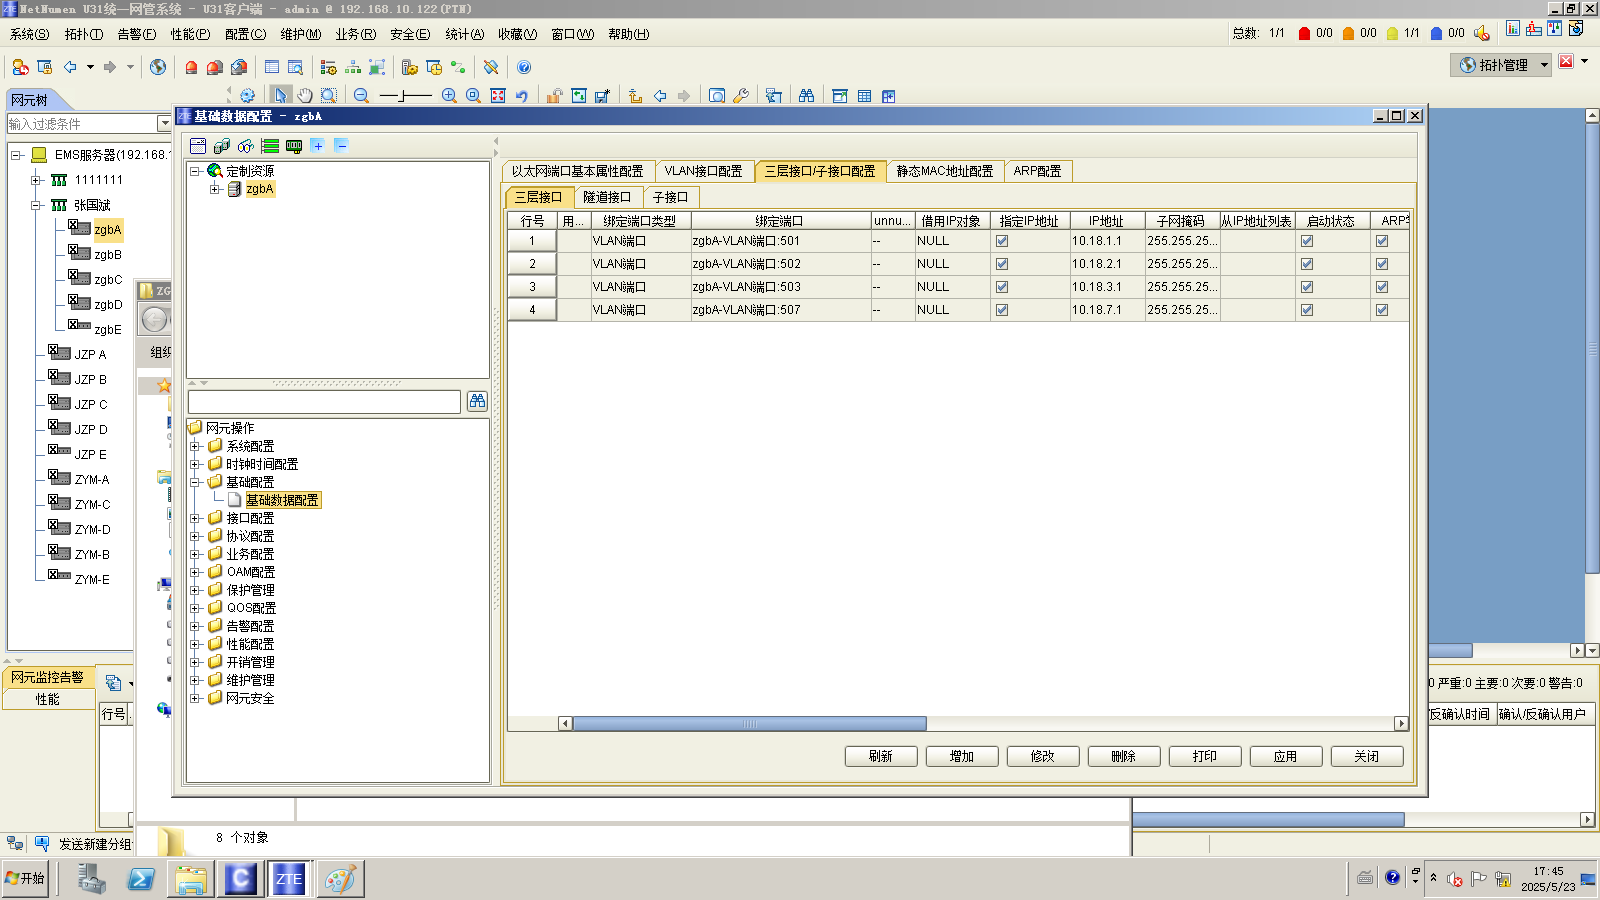 NetNumen U31统一网管系统 - U31客户端 - admin @ 192.168.10.122(PTN)
系统(S) 拓扑(T) 告警(F) 性能(P) 配置(C) 维护(M) 业务(R) 安全(E) 统计(A) 收藏(V) 窗口(W) 帮助(H)
总数: 1/1 0/0 0/0 1/1 0/0
拓扑管理
网元树
输入过滤条件
EMS服务器(192.168.
1111111
张国斌
zgbA
zgbB
zgbC
zgbD
zgbE
JZP A
JZP B
JZP C
JZP D
JZP E
ZYM-A
ZYM-C
ZYM-D
ZYM-B
ZYM-E
ZG
组织
基础数据配置 - zgbA
定制资源
zgbA
网元操作
系统配置
时钟时间配置
基础配置
基础数据配置
接口配置
协议配置
业务配置
OAM配置
保护管理
QOS配置
告警配置
性能配置
开销管理
维护管理
网元安全
以太网端口基本属性配置 VLAN接口配置 三层接口/子接口配置 静态MAC地址配置 ARP配置
三层接口 隧道接口 子接口
行号 用... 绑定端口类型 绑定端口 unnu... 借用IP对象 指定IP地址 IP地址 子网掩码 从IP地址列表 启动状态
1 VLAN端口 zgbA-VLAN端口:501 -- NULL 10.18.1.1 255.255.25...
2 VLAN端口 zgbA-VLAN端口:502 -- NULL 10.18.2.1 255.255.25...
3 VLAN端口 zgbA-VLAN端口:503 -- NULL 10.18.3.1 255.255.25...
4 VLAN端口 zgbA-VLAN端口:507 -- NULL 10.18.7.1 255.255.25...
刷新 增加 修改 删除 打印 应用 关闭
网元监控告警
性能
行号
0 严重:0 主要:0 次要:0 警告:0
/反确认时间 确认/反确认用户
8 个对象
发送新建分组
开始
ZTE
17:45
2025/5/23